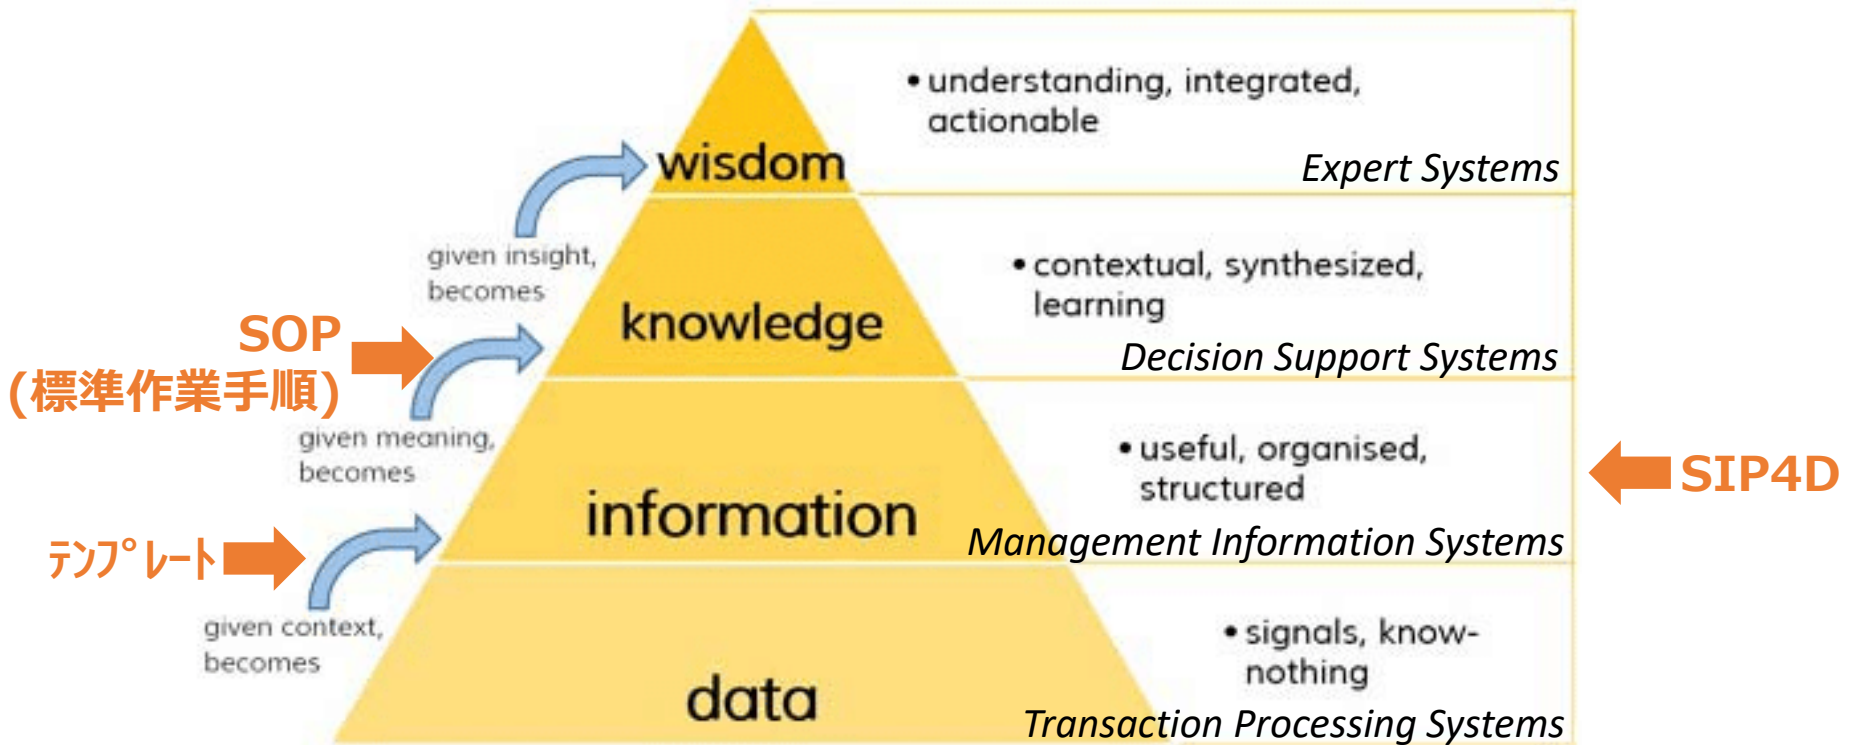 • understanding, integrated,
actionable
wisdom
Expert Systems
given insight,
becomes
• contextual, synthesized,
learning
knowledge
Decision Support Systems
SOP
(標準作業手順)
given meaning,
becomes
• useful, organised,
structured
SIP4D
information
Management Information Systems
ﾃﾝﾌﾟﾚｰﾄ
given context,
becomes
• signals, know-
nothing
data
Transaction Processing Systems